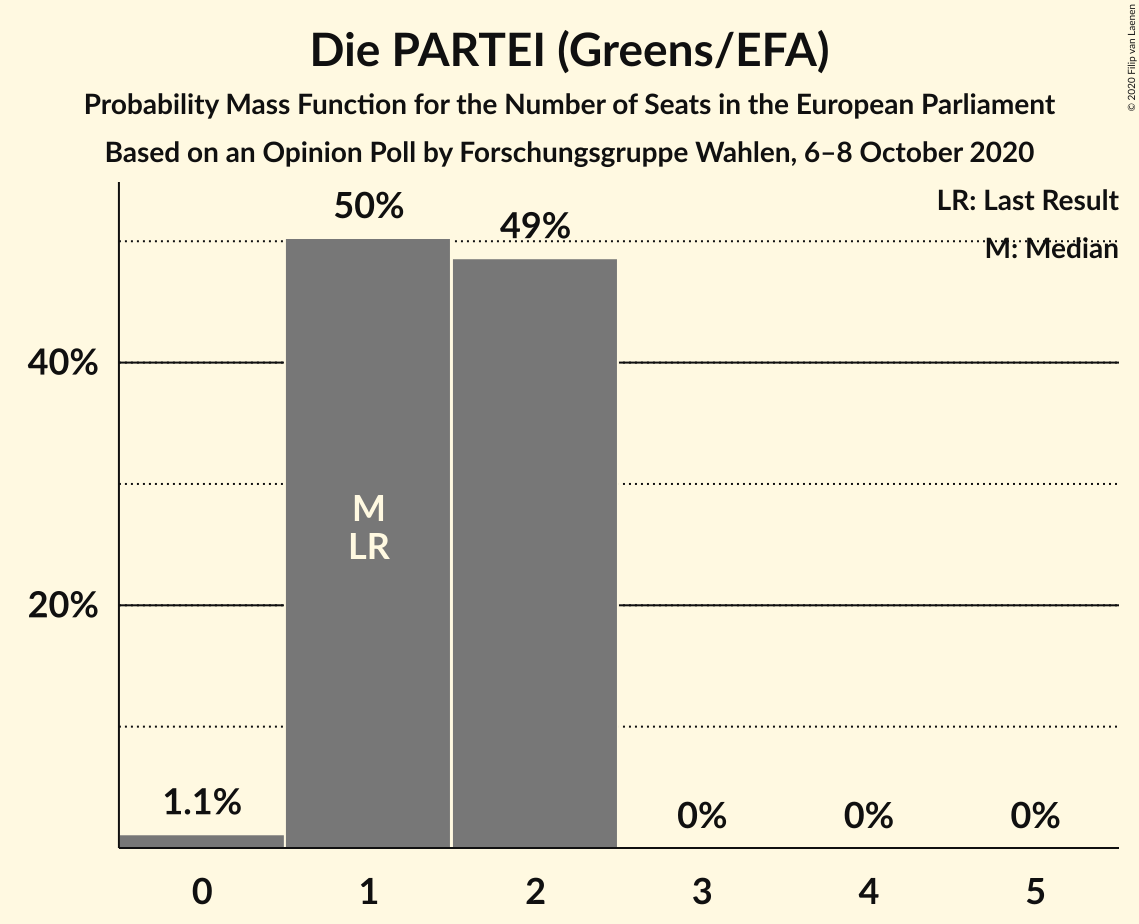 Die PARTEI (Greens/EFA)
Probability Mass Function for the Number of Seats in the European Parliament
Based on an Opinion Poll by Forschungsgruppe Wahlen, 6–8 October 2020
© 2020 Filip van Laenen
LR: Last Result
M: Median
50%
49%
40%
M
LR
20%
1.1%
0%
0%
0%
0
1
2
3
4
5